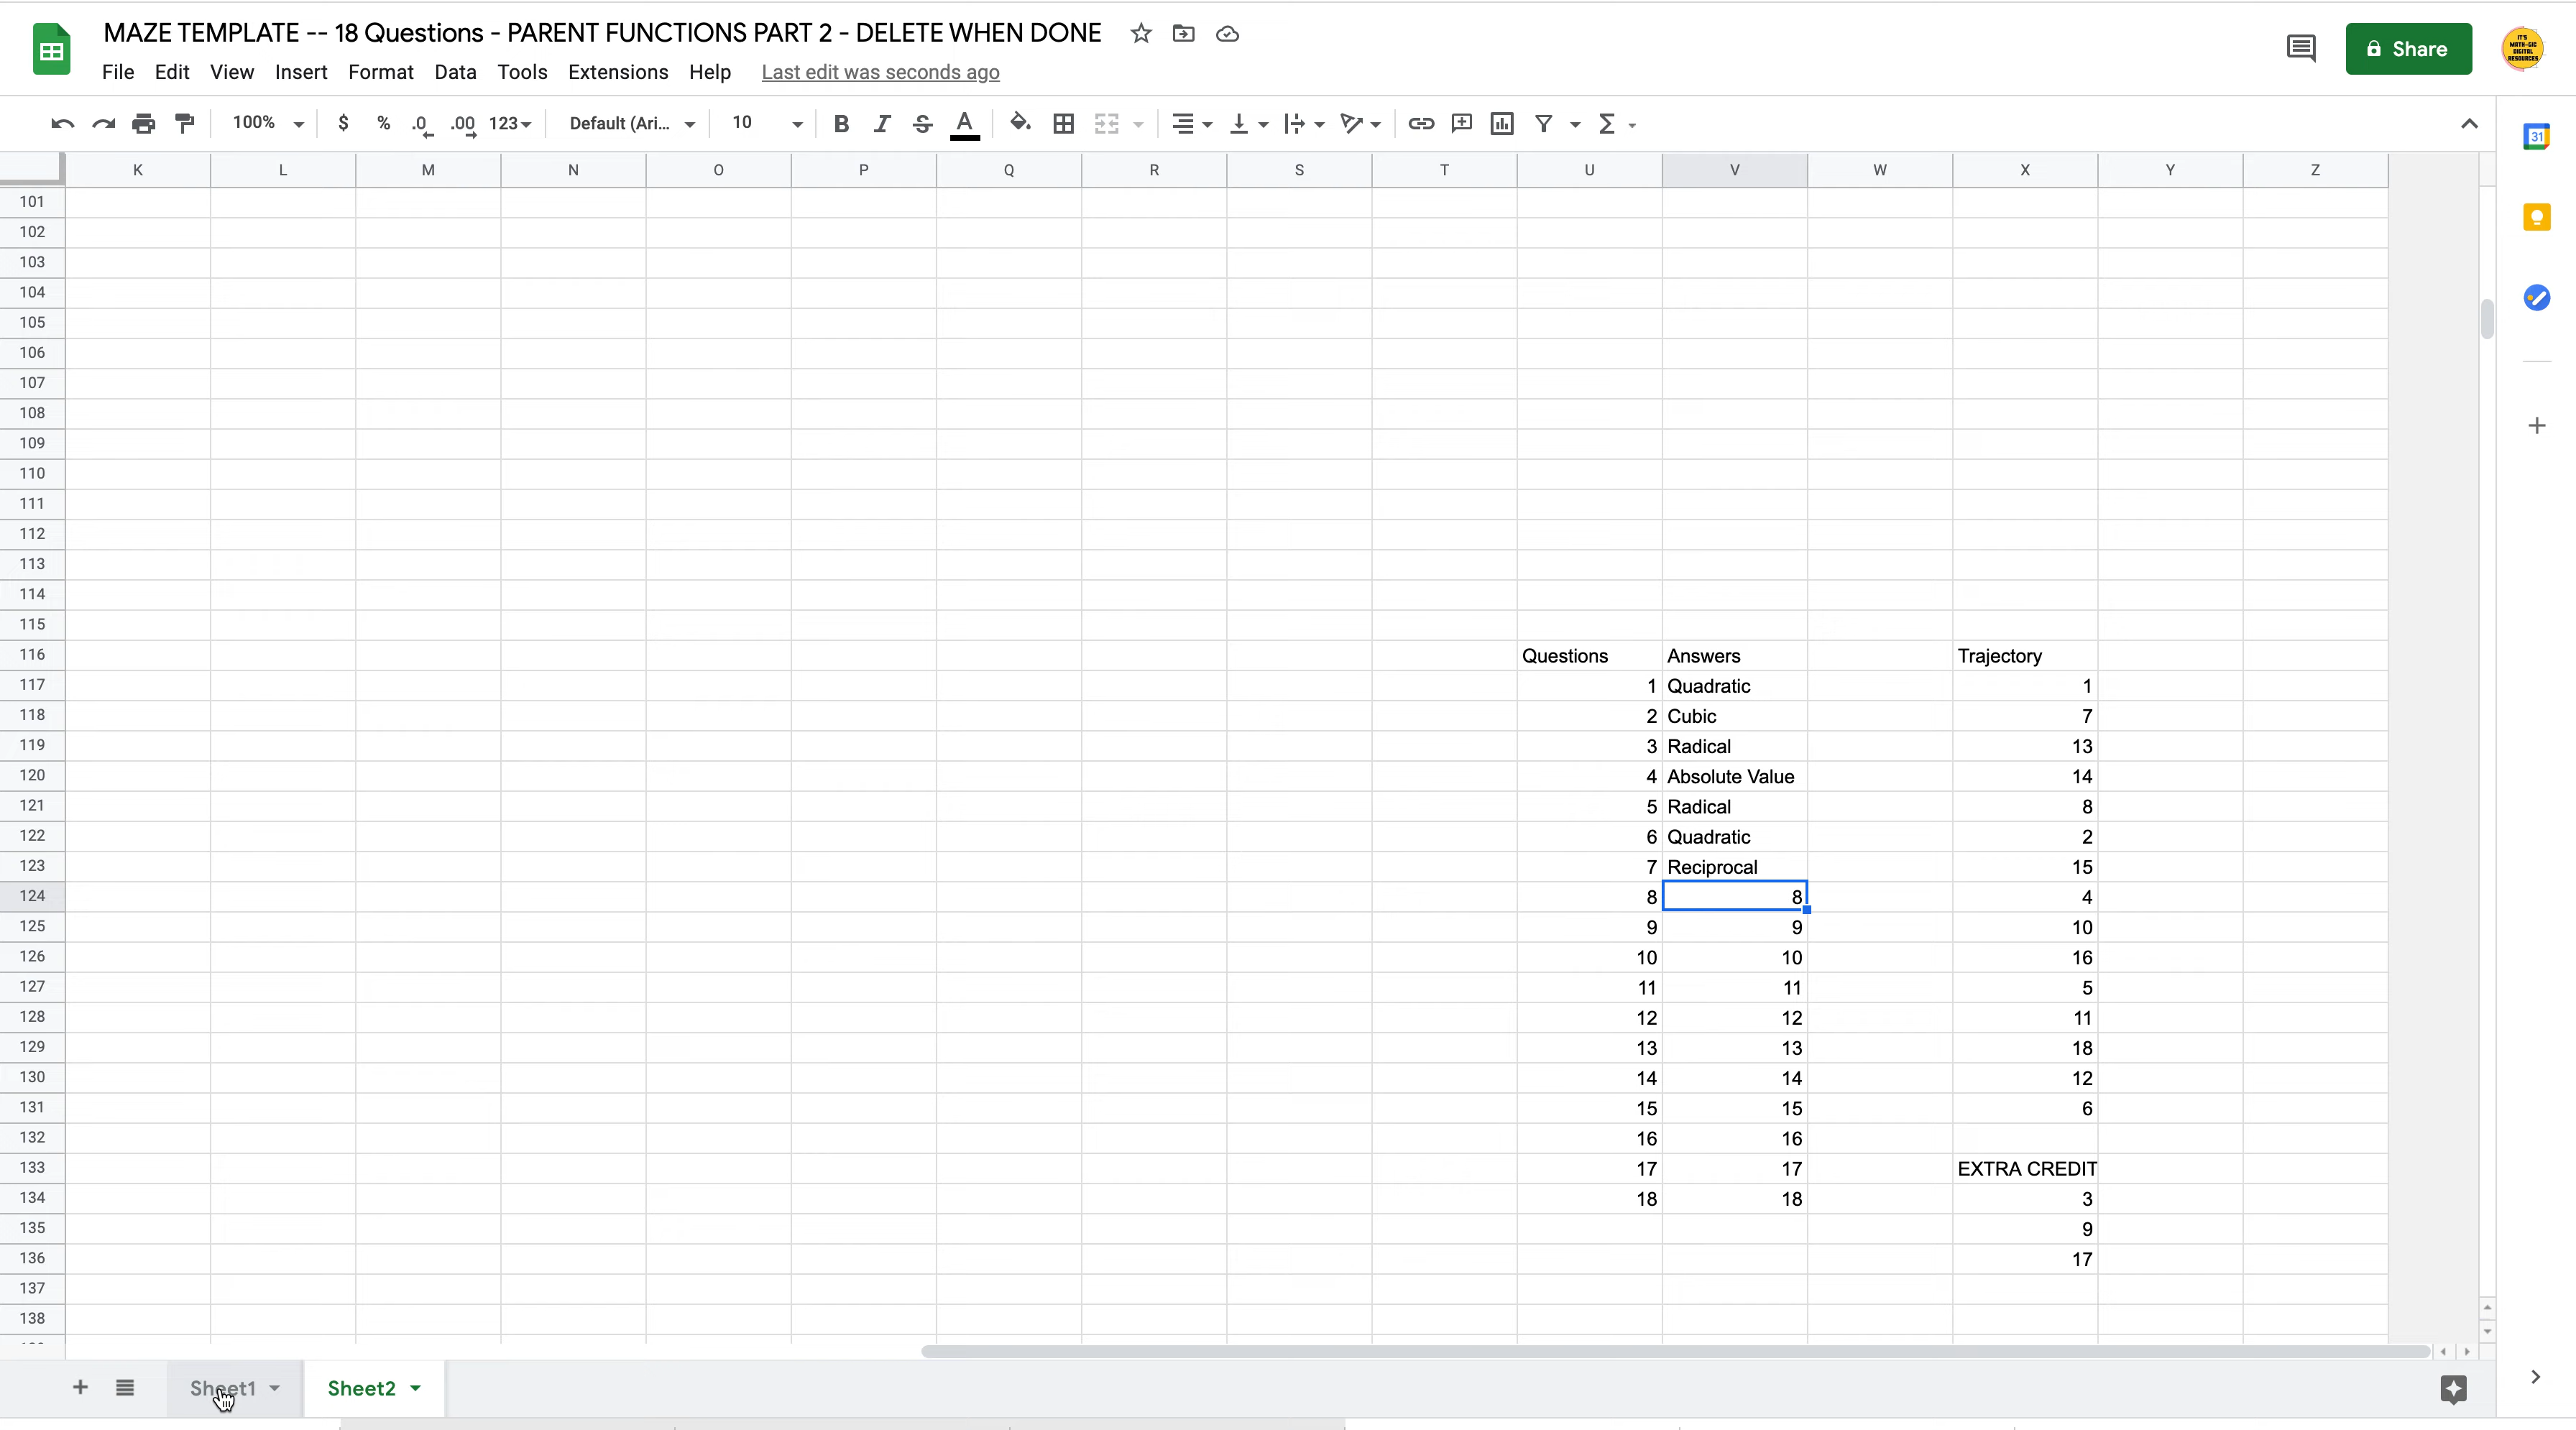 MAZE TEMPLATE -- 18 Questions - PARENT FUNCTIONS PART 2 - DELETE WHEN DONE
File Edit View Insert Format Data Tools Extensions Help Last edit was seconds ago
Share
IT'S MATH-GIC DIGITAL RESOURCES
100% $ % .0 .00 123 Default (Ari... 10 B I S A
31
K L M N O P Q R S T U V W X Y Z
101
102
103
104
105
106
107
108
109
110
111
112
113
114
115
116 Questions Answers Trajectory
117 1 Quadratic 1
118 2 Cubic 7
119 3 Radical 13
120 4 Absolute Value 14
121 5 Radical 8
122 6 Quadratic 2
123 7 Reciprocal 15
124 8 8 4
125 9 9 10
126 10 10 16
127 11 11 5
128 12 12 11
129 13 13 18
130 14 14 12
131 15 15 6
132 16 16
133 17 17 EXTRA CREDIT
134 18 18 3
135 9
136 17
137
138
Sheet1 Sheet2